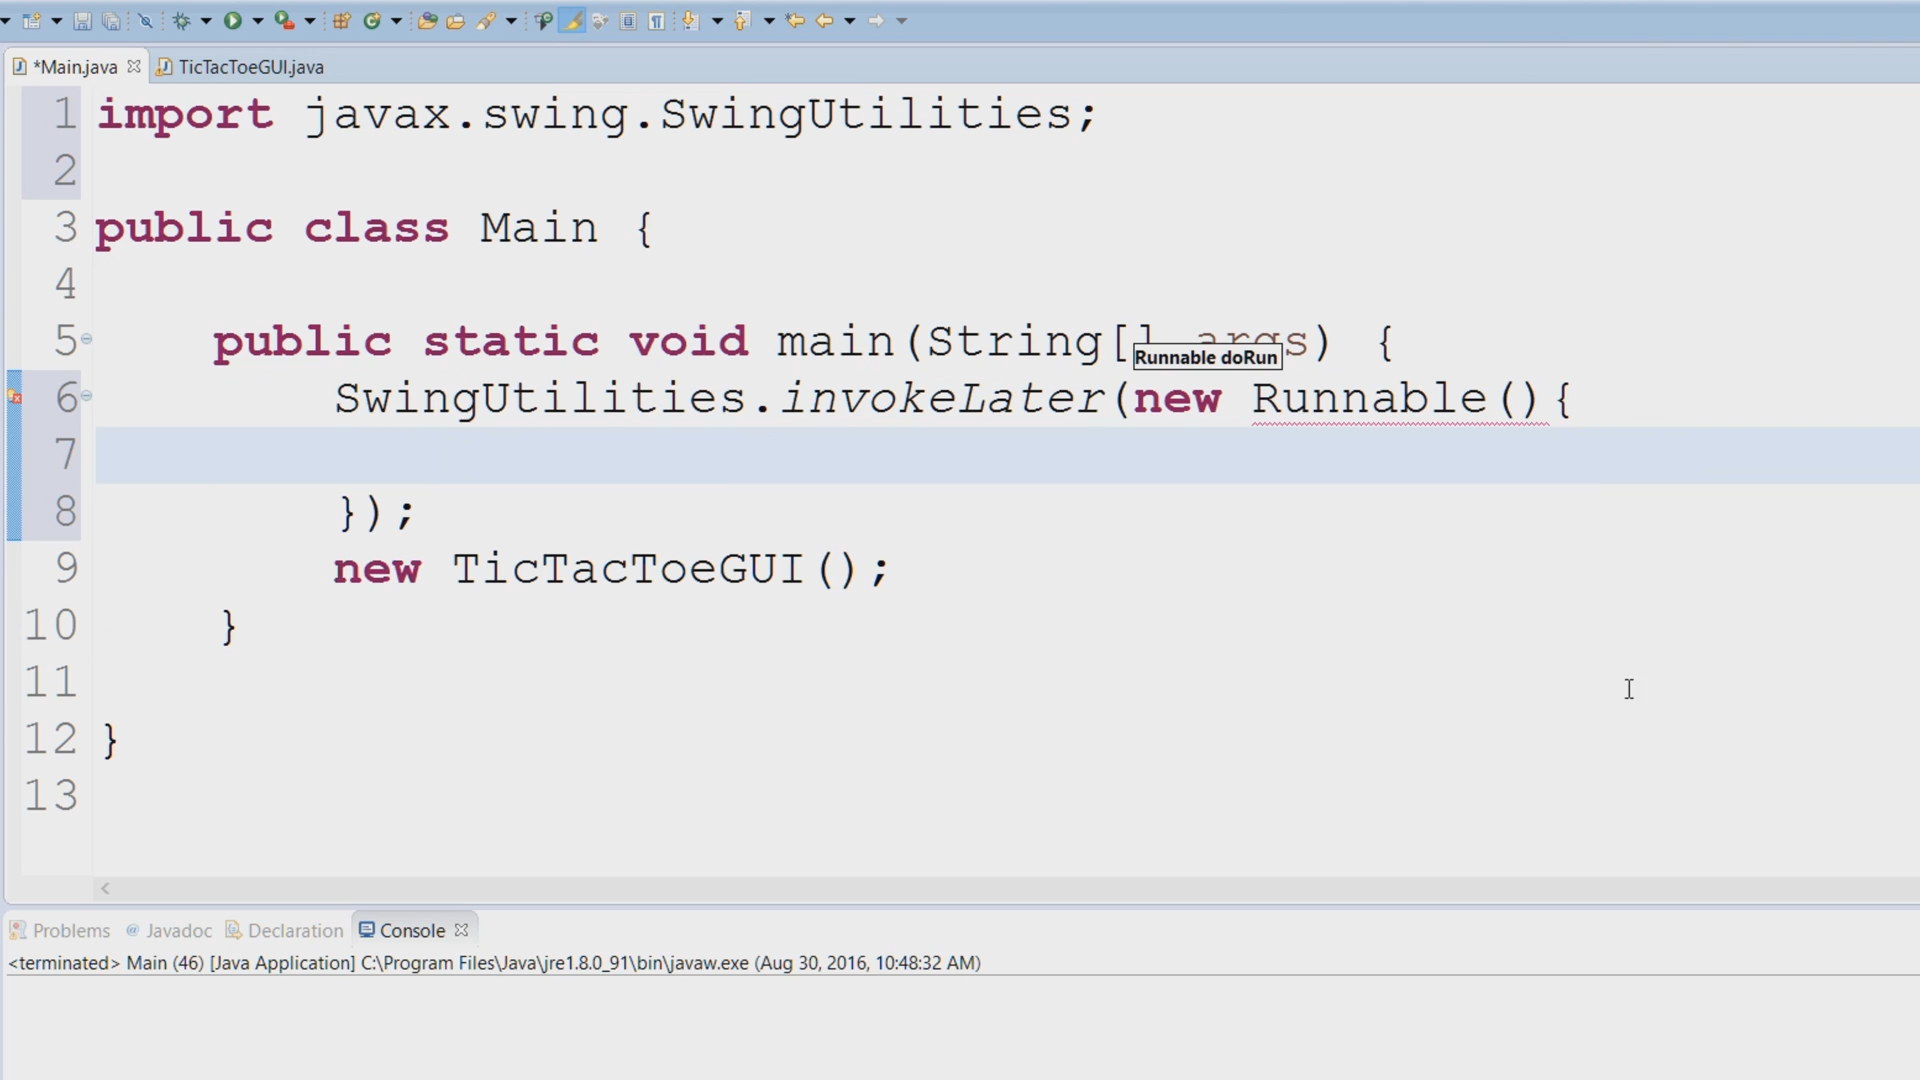 *Main.java
TicTacToeGUI.java
1 import javax.swing.SwingUtilities;
2
3 public class Main {
4
5 public static void main(String[] args) {
Runnable doRun
6 SwingUtilities.invokeLater(new Runnable(){
7
8 });
9 new TicTacToeGUI();
10 }
11
12 }
13
Problems @ Javadoc Declaration Console
<terminated> Main (46) [Java Application] C:\Program Files\Java\jre1.8.0_91\bin\javaw.exe (Aug 30, 2016, 10:48:32 AM)